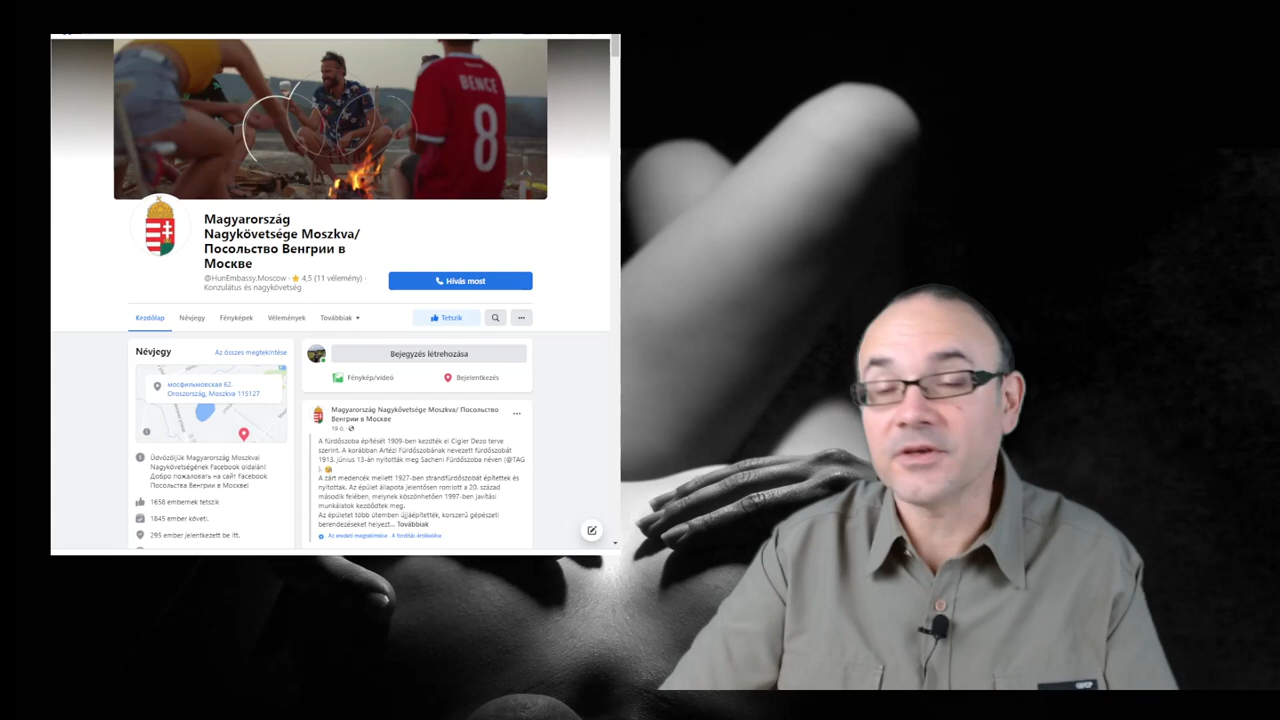 BENCE
8
Magyarország
Nagykövetsége Moszkva/
Посольство Венгрии в
Москве
@HunEmbassy.Moscow · 4,5 (11 vélemény) ·
Konzulátus és nagykövetség
Hívás most
Kezdőlap Névjegy Fényképek Vélemények Továbbiak
Tetszik
Névjegy Az összes megtekintése
мосфильмовская 62.
Oroszország, Moszkva 115127
Üdvözöljük Magyarország Moszkvai
Nagykövetségének Facebook oldalán!
Добро пожаловать на сайт Facebook
Посольства Венгрии в Москве!
1658 embernek tetszik
1845 ember követi.
295 ember jelentkezett be itt.
Bejegyzés létrehozása
Fénykép/videó Bejelentkezés
Magyarország Nagykövetsége Moszkva/ Посольство
Венгрии в Москве
19 ó.
A fürdőszoba építését 1909-ben kezdték el Cigler Dezo terve
szerint. A korábban Artézi Fürdőszobának nevezett fürdőszobát
1913. június 13-án nyitották meg Sacheni Fürdőszoba néven (@TAG
).
A zárt medencék mellett 1927-ben strandfürdőszobát építettek és
nyitottak. Az épület állapota jelentősen romlott a 20. század
második felében, melynek köszönhetően 1997-ben javítási
munkálatok kezdődtek meg.
Az épületet több ütemben újjáépítették, korszerű gépészeti
berendezéseket helyezt... Továbbiak
Az eredeti megtekintése · A fordítás értékelése